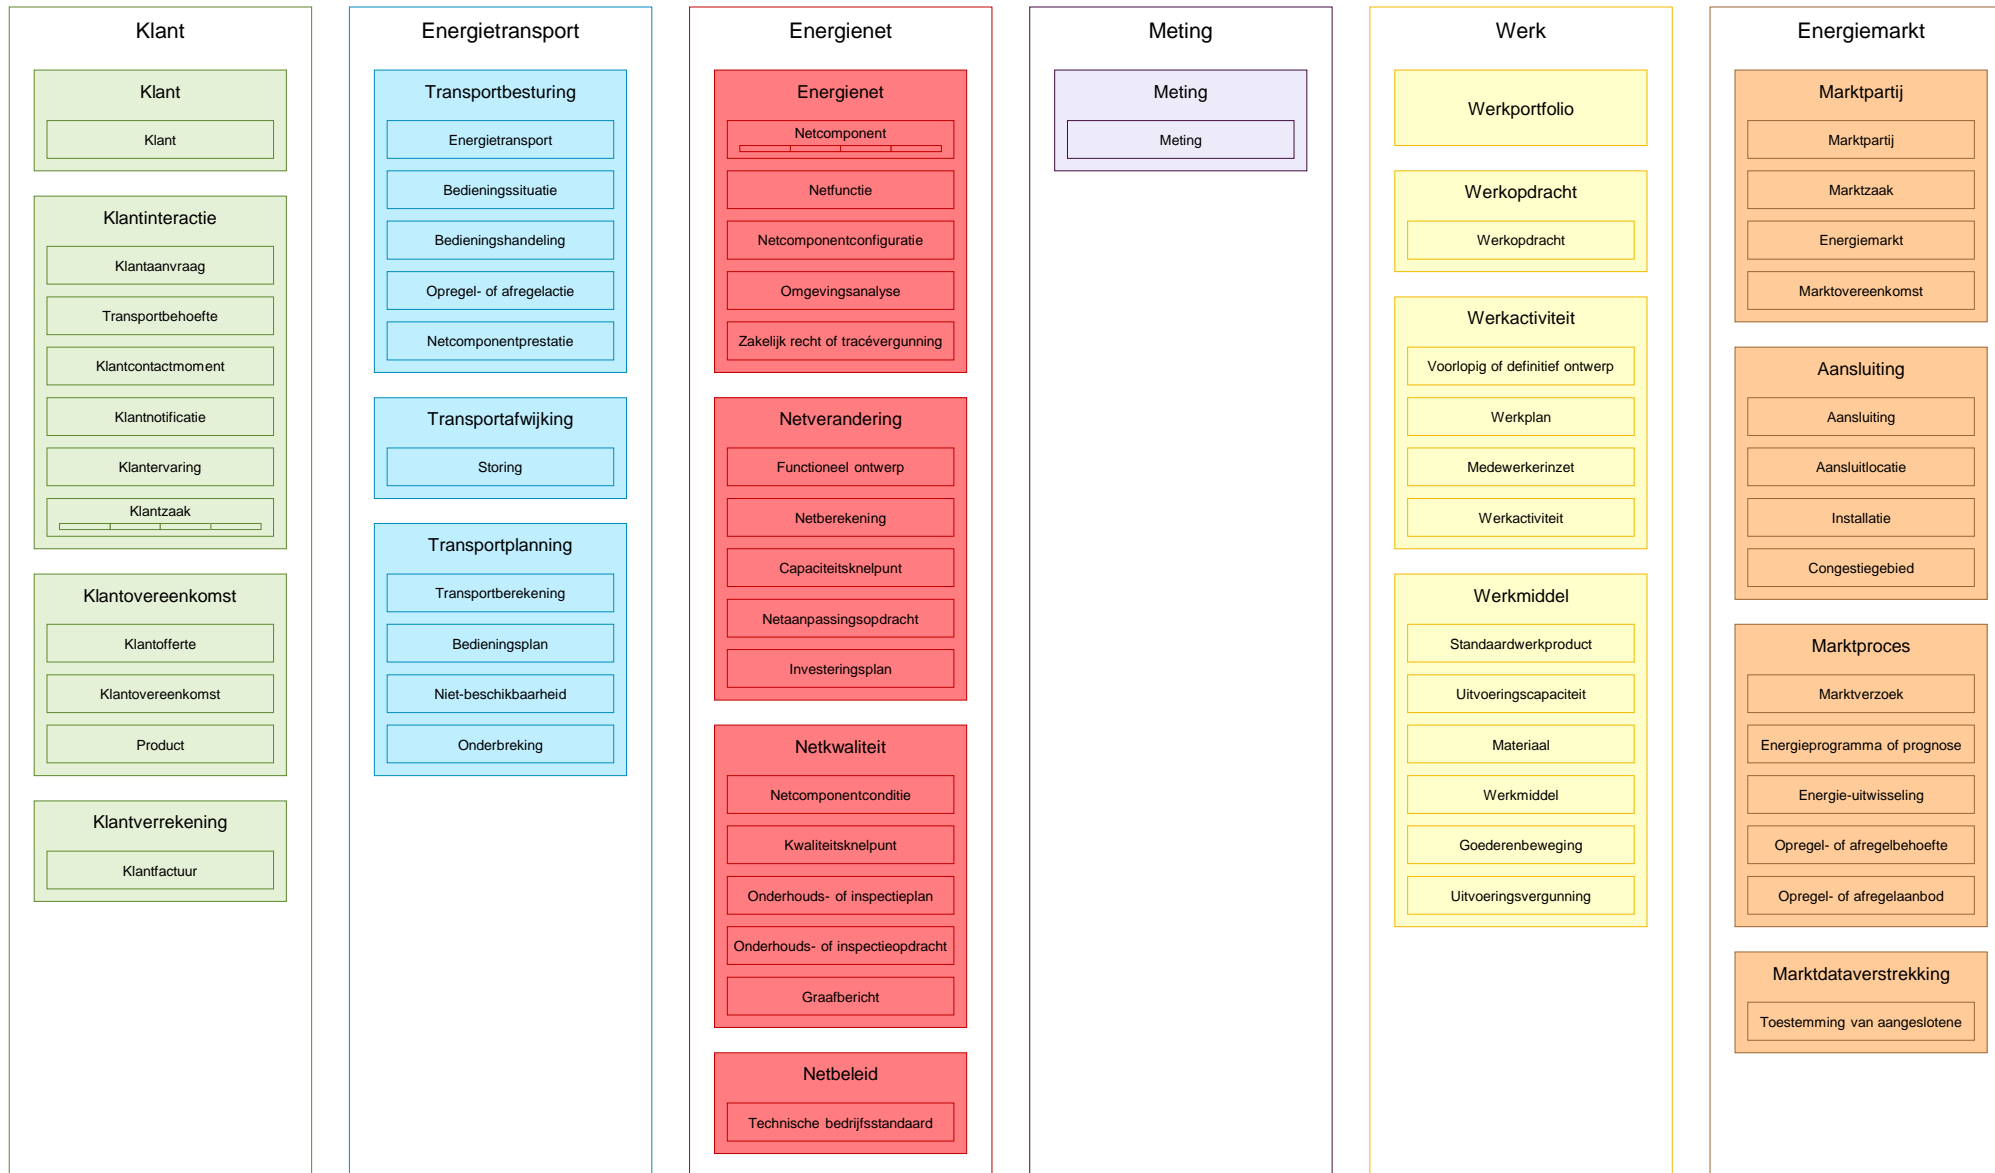 Klant
Klant
Klant
Klantinteractie
Klantaanvraag
Transportbehoefte
Klantcontactmoment
Klantnotificatie
Klantervaring
Klantzaak
Klantovereenkomst
Klantofferte
Klantovereenkomst
Product
Klantverrekening
Klantfactuur
Energietransport
Transportbesturing
Energietransport
Bedieningssituatie
Bedieningshandeling
Opregel- of afregelactie
Netcomponentprestatie
Transportafwijking
Storing
Transportplanning
Transportberekening
Bedieningsplan
Niet-beschikbaarheid
Onderbreking
Energienet
Energienet
Netcomponent
Netfunctie
Netcomponentconfiguratie
Omgevingsanalyse
Zakelijk recht of tracévergunning
Netverandering
Functioneel ontwerp
Netberekening
Capaciteitsknelpunt
Netaanpassingsopdracht
Investeringsplan
Netkwaliteit
Netcomponentconditie
Kwaliteitsknelpunt
Onderhouds- of inspectieplan
Onderhouds- of inspectieopdracht
Graafbericht
Netbeleid
Technische bedrijfsstandaard
Meting
Meting
Meting
Werk
Werkportfolio
Werkopdracht
Werkopdracht
Werkactiviteit
Voorlopig of definitief ontwerp
Werkplan
Medewerkerinzet
Werkactiviteit
Werkmiddel
Standaardwerkproduct
Uitvoeringscapaciteit
Materiaal
Werkmiddel
Goederenbeweging
Uitvoeringsvergunning
Energiemarkt
Marktpartij
Marktpartij
Marktzaak
Energiemarkt
Marktovereenkomst
Aansluiting
Aansluiting
Aansluitlocatie
Installatie
Congestiegebied
Marktproces
Marktverzoek
Energieprogramma of prognose
Energie-uitwisseling
Opregel- of afregelbehoefte
Opregel- of afregelaanbod
Marktdataverstrekking
Toestemming van aangeslotene